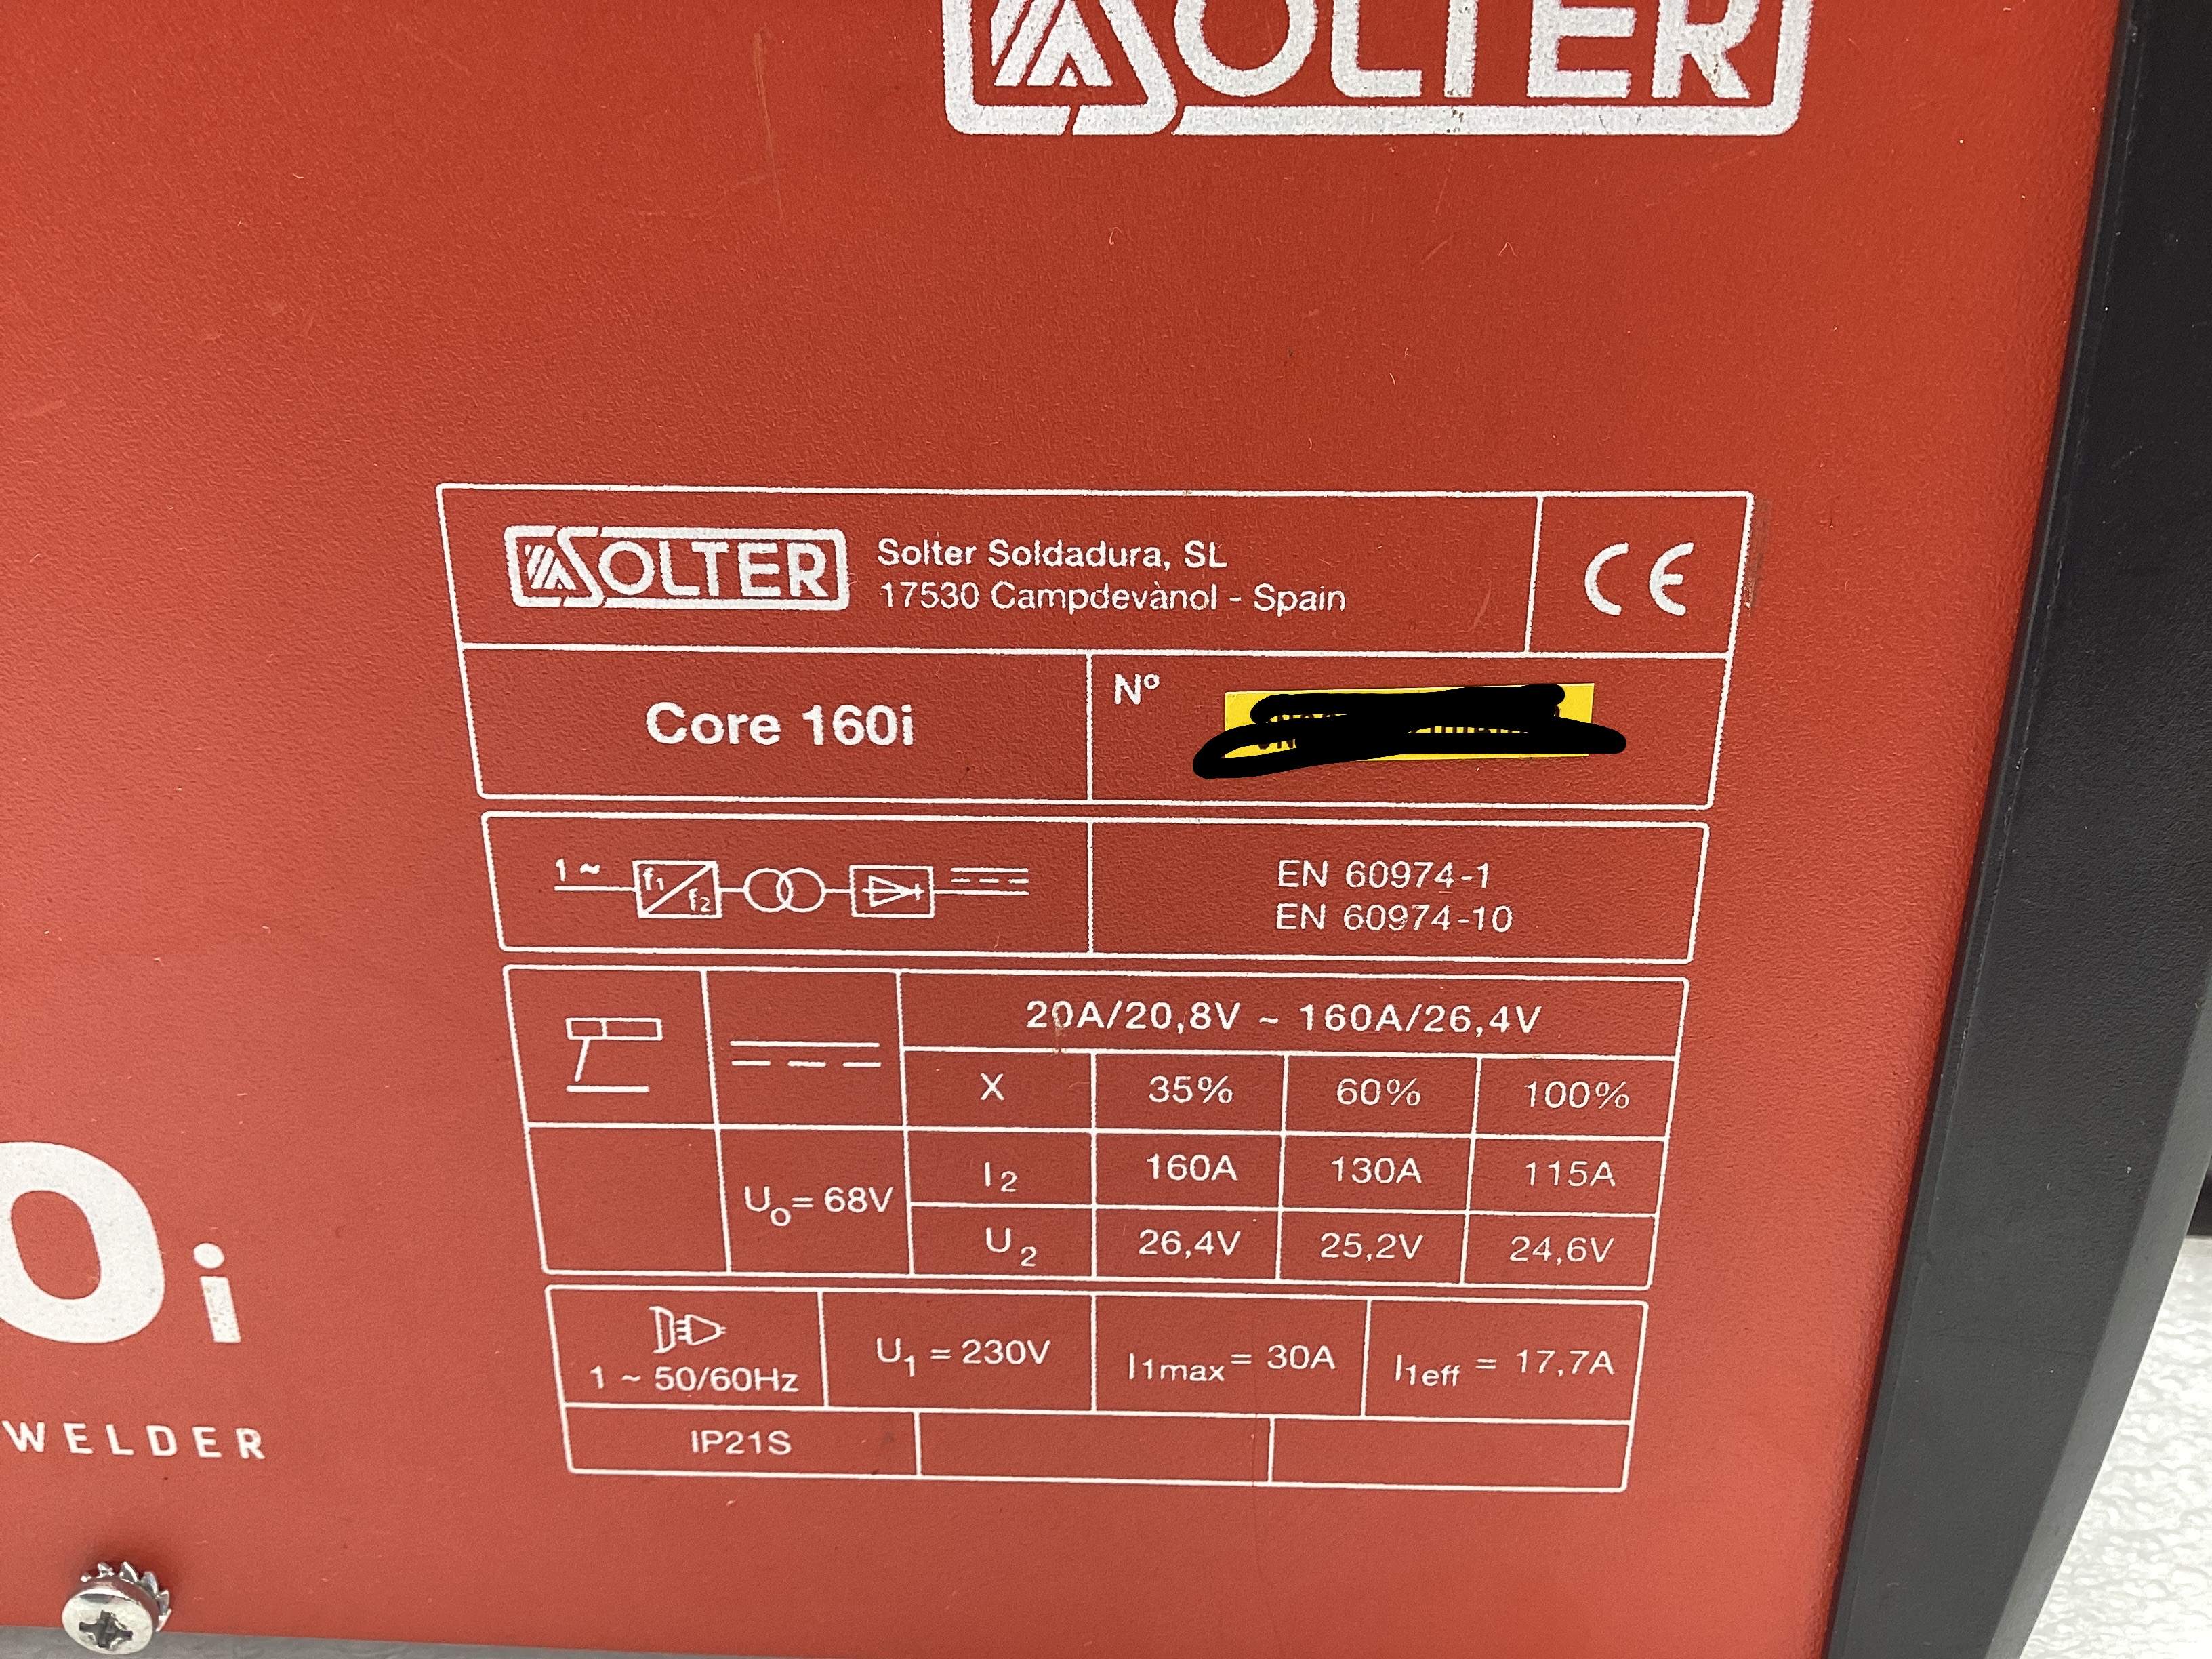 SOLTER
SOLTER
Solter Soldadura, SL
17530 Campdevànol - Spain
CE
Core 160i
Nº
1 ~
f1
f2
EN 60974-1
EN 60974-10
20A/20,8V ~ 160A/26,4V
X 35% 60% 100%
I2 160A 130A 115A
U0= 68V
U2 26,4V 25,2V 24,6V
1 ~ 50/60Hz
U1 = 230V
I1max = 30A
I1eff = 17,7A
IP21S
0i
WELDER